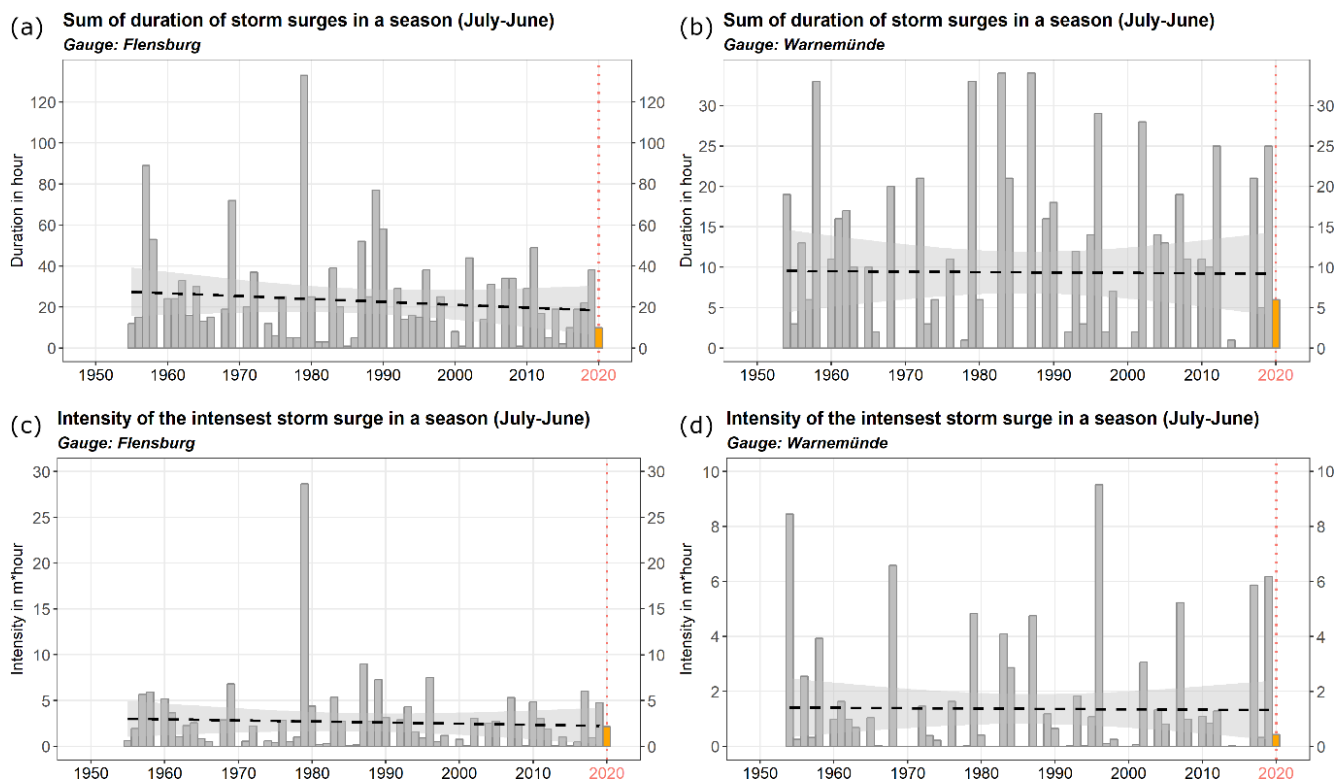 (a) Sum of duration of storm surges in a season (July-June)
Gauge: Flensburg
Duration in hour
120 120
100 100
80 80
60 60
40 40
20 20
0 0
1950 1960 1970 1980 1990 2000 2010 2020
(b) Sum of duration of storm surges in a season (July-June)
Gauge: Warnemünde
Duration in hour
30 30
25 25
20 20
15 15
10 10
5 5
0 0
1950 1960 1970 1980 1990 2000 2010 2020
(c) Intensity of the intensest storm surge in a season (July-June)
Gauge: Flensburg
Intensity in m*hour
30 30
25 25
20 20
15 15
10 10
5 5
0 0
1950 1960 1970 1980 1990 2000 2010 2020
(d) Intensity of the intensest storm surge in a season (July-June)
Gauge: Warnemünde
Intensity in m*hour
10 10
8 8
6 6
4 4
2 2
0 0
1950 1960 1970 1980 1990 2000 2010 2020